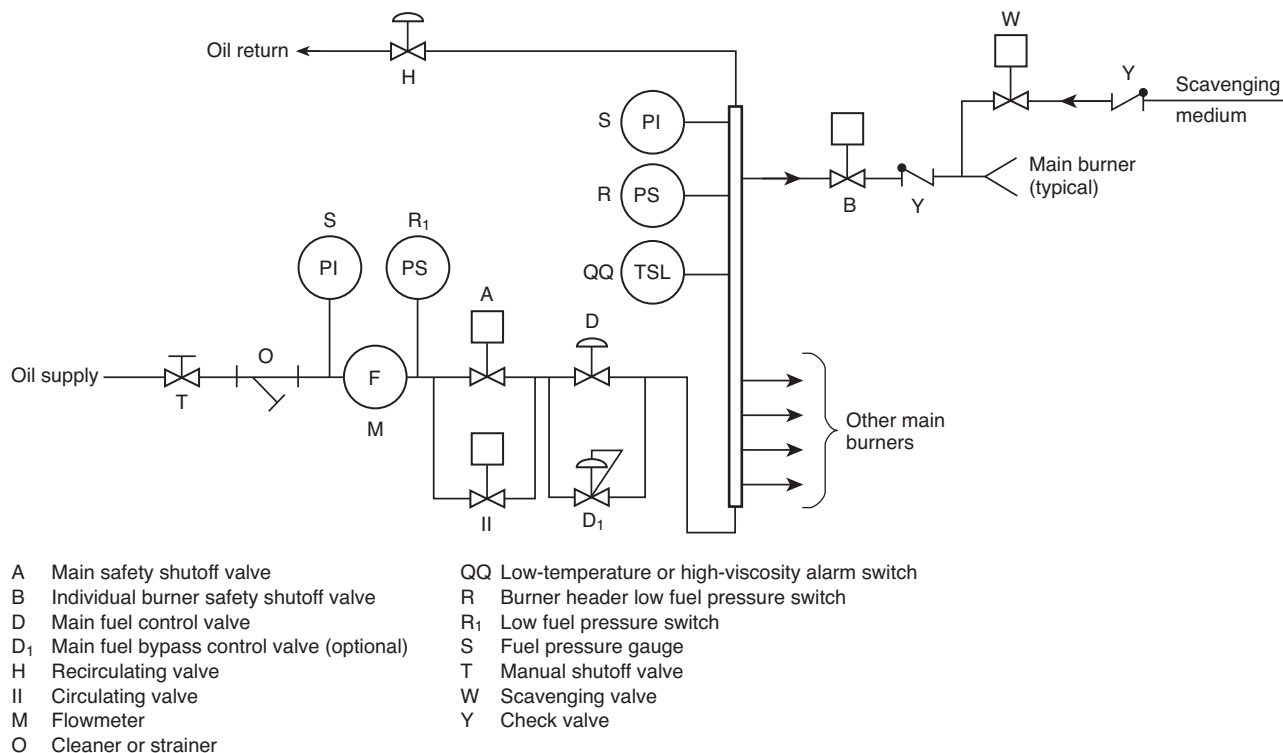 W
Oil return
H
Y
Scavenging
medium
S
PI
Main burner
(typical)
R
PS
B
Y
S
R₁
QQ
TSL
PI
PS
A
D
O
Oil supply
F
T
M
Other main
burners
II
D₁
A Main safety shutoff valve
B Individual burner safety shutoff valve
D Main fuel control valve
D₁ Main fuel bypass control valve (optional)
H Recirculating valve
II Circulating valve
M Flowmeter
O Cleaner or strainer
QQ Low-temperature or high-viscosity alarm switch
R Burner header low fuel pressure switch
R₁ Low fuel pressure switch
S Fuel pressure gauge
T Manual shutoff valve
W Scavenging valve
Y Check valve